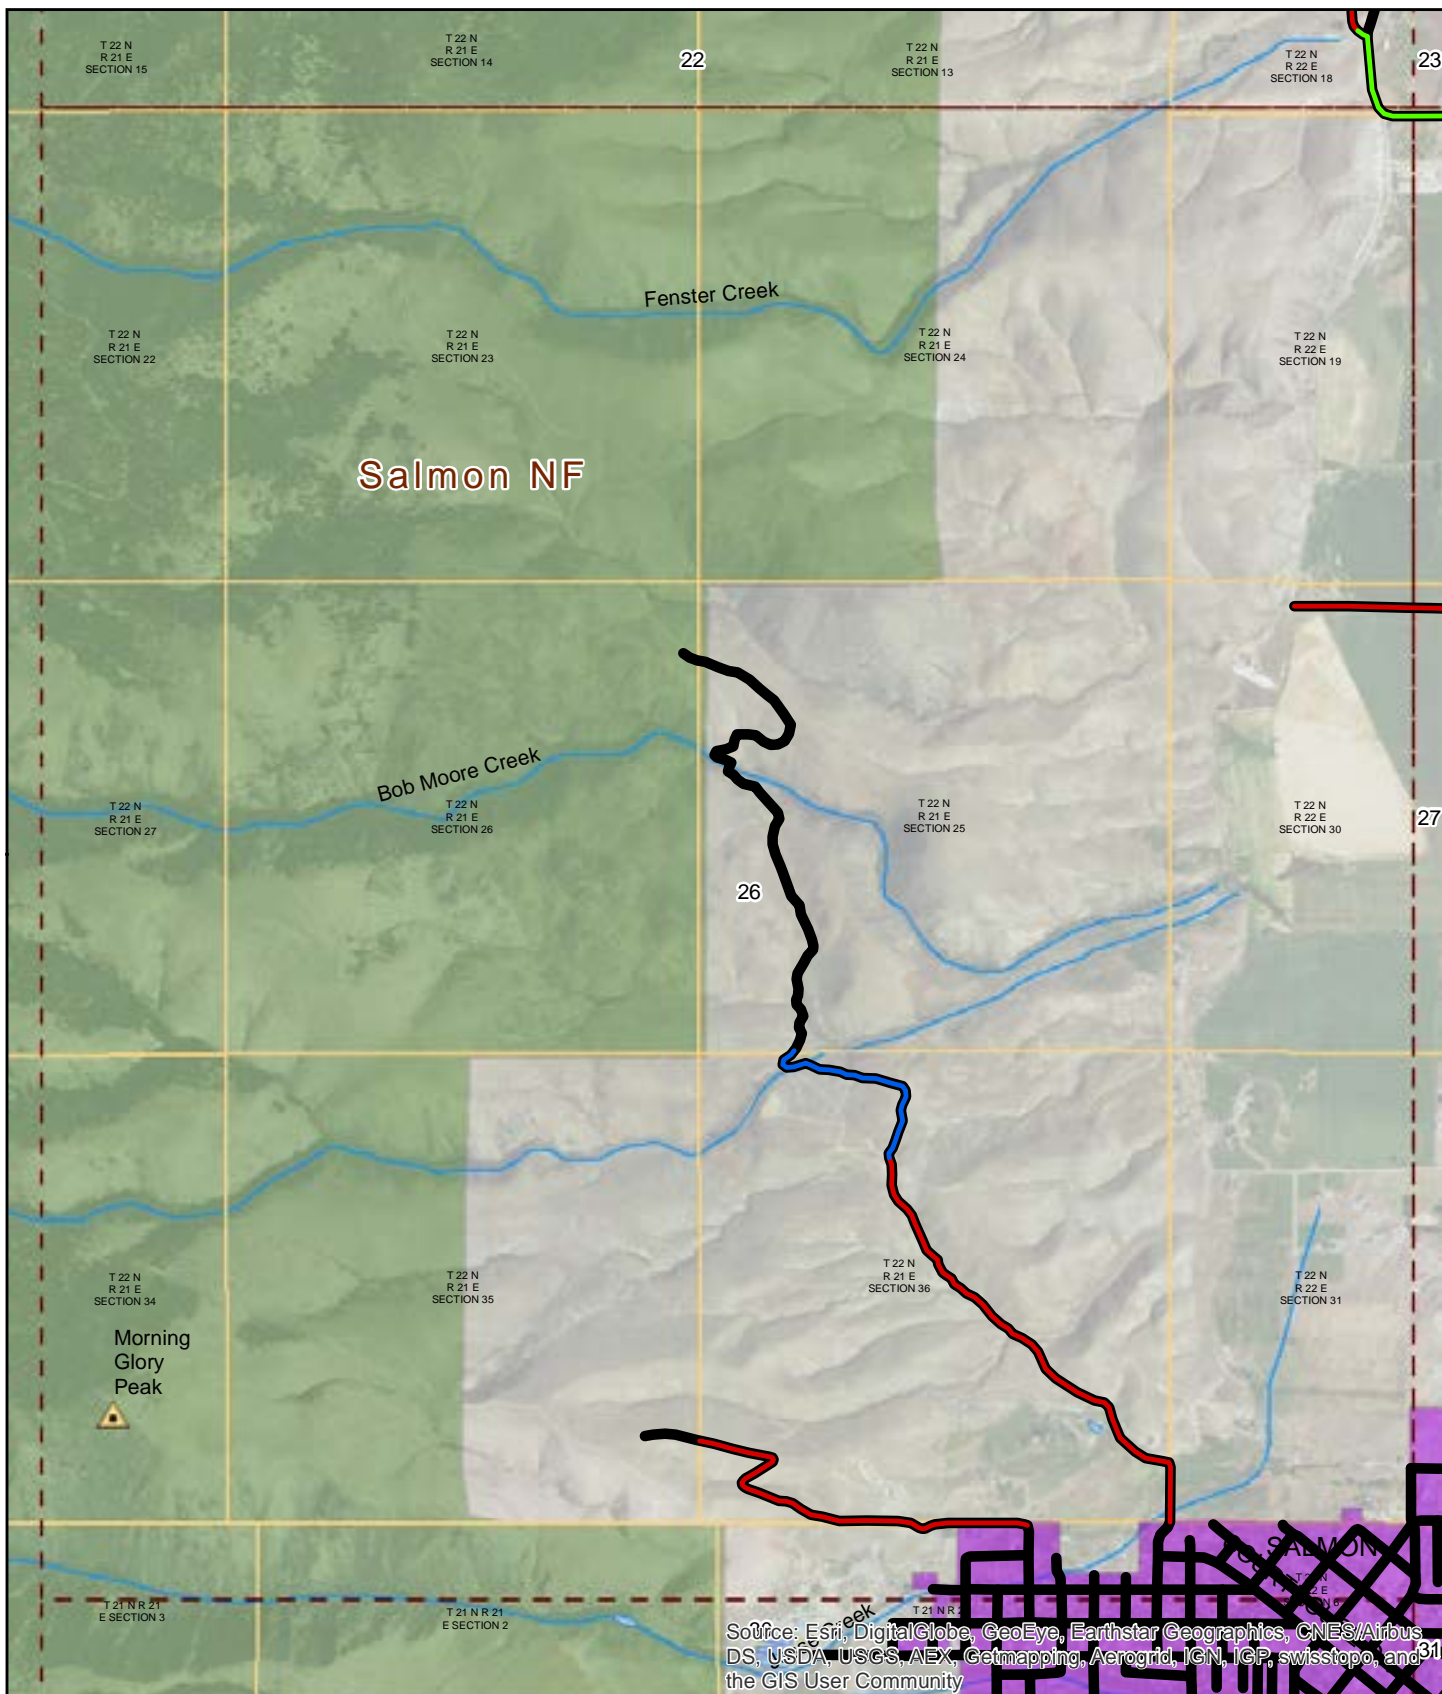 T 22 N
R 21 E
SECTION 15
T 22 N
R 21 E
SECTION 14
22
T 22 N
R 21 E
SECTION 13
T 22 N
R 22 E
SECTION 18
23
Fenster Creek
T 22 N
R 21 E
SECTION 22
T 22 N
R 21 E
SECTION 23
T 22 N
R 21 E
SECTION 24
T 22 N
R 22 E
SECTION 19
Salmon NF
Bob Moore Creek
T 22 N
R 21 E
SECTION 27
T 22 N
R 21 E
SECTION 26
T 22 N
R 21 E
SECTION 25
T 22 N
R 22 E
SECTION 30
27
26
T 22 N
R 21 E
SECTION 34
T 22 N
R 21 E
SECTION 35
T 22 N
R 21 E
SECTION 36
T 22 N
R 22 E
SECTION 31
Morning
Glory
Peak
SALMON
T 21 N R 21
E SECTION 3
T 21 N R 21
E SECTION 2
T 21 N R
Creek
Source: Esri, DigitalGlobe, GeoEye, Earthstar Geographics, CNES/Airbus
DS, USDA, USGS, AEX, Getmapping, Aerogrid, IGN, IGP, swisstopo, and
the GIS User Community
31